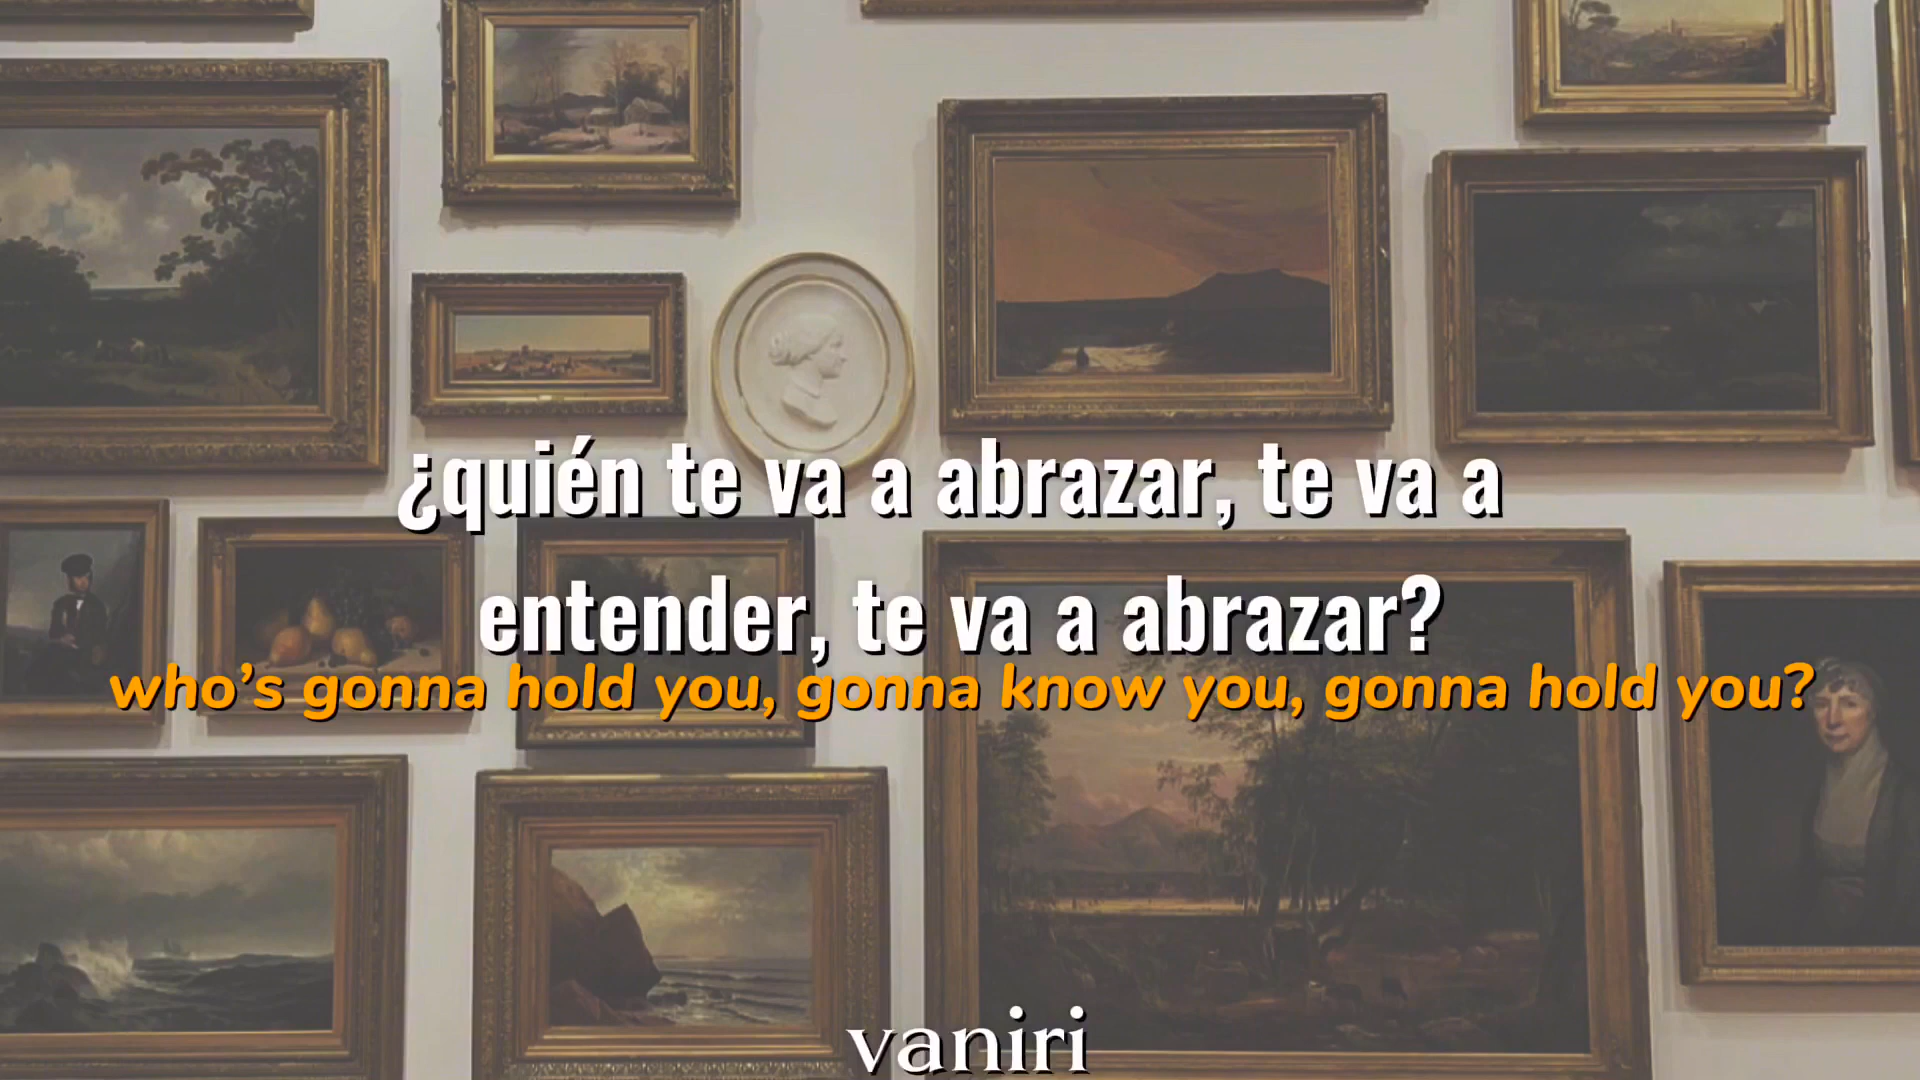 ¿quién te va a abrazar, te va a
entender, te va a abrazar?
who's gonna hold you, gonna know you, gonna hold you?
vaniri